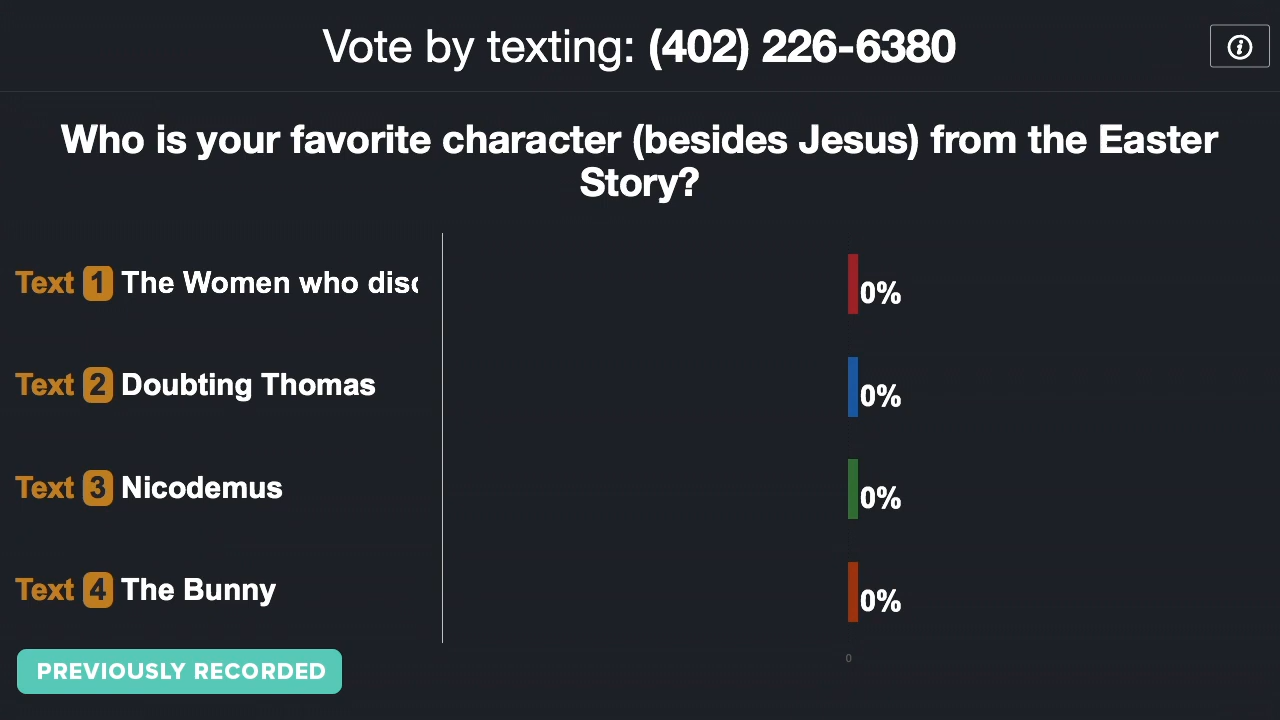 Vote by texting: (402) 226-6380
Who is your favorite character (besides Jesus) from the Easter
Story?
Text 1 The Women who
0%
Text 2 Doubting Thomas
0%
Text 3 Nicodemus
0%
Text 4 The Bunny
0%
0
PREVIOUSLY RECORDED